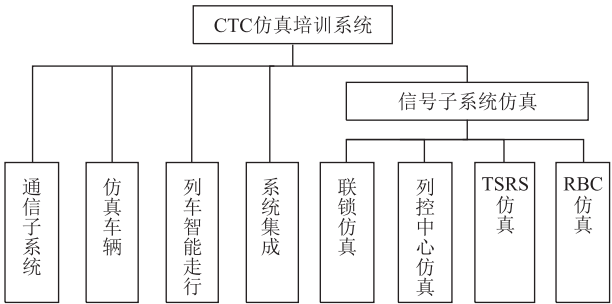 CTC仿真培训系统
信号子系统仿真
通信子系统
仿真车辆
列车智能走行
系统集成
联锁仿真
列控中心仿真
TSRS仿真
RBC仿真